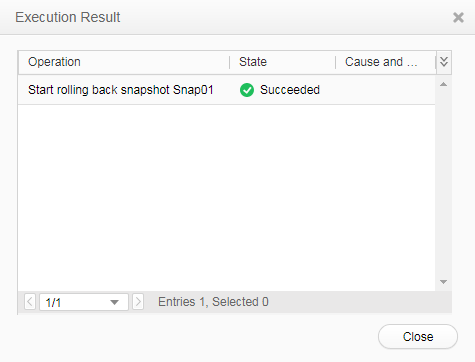 Execution Result
Operation State Cause and ...
Start rolling back snapshot Snap01 Succeeded
1/1 Entries 1, Selected 0
Close